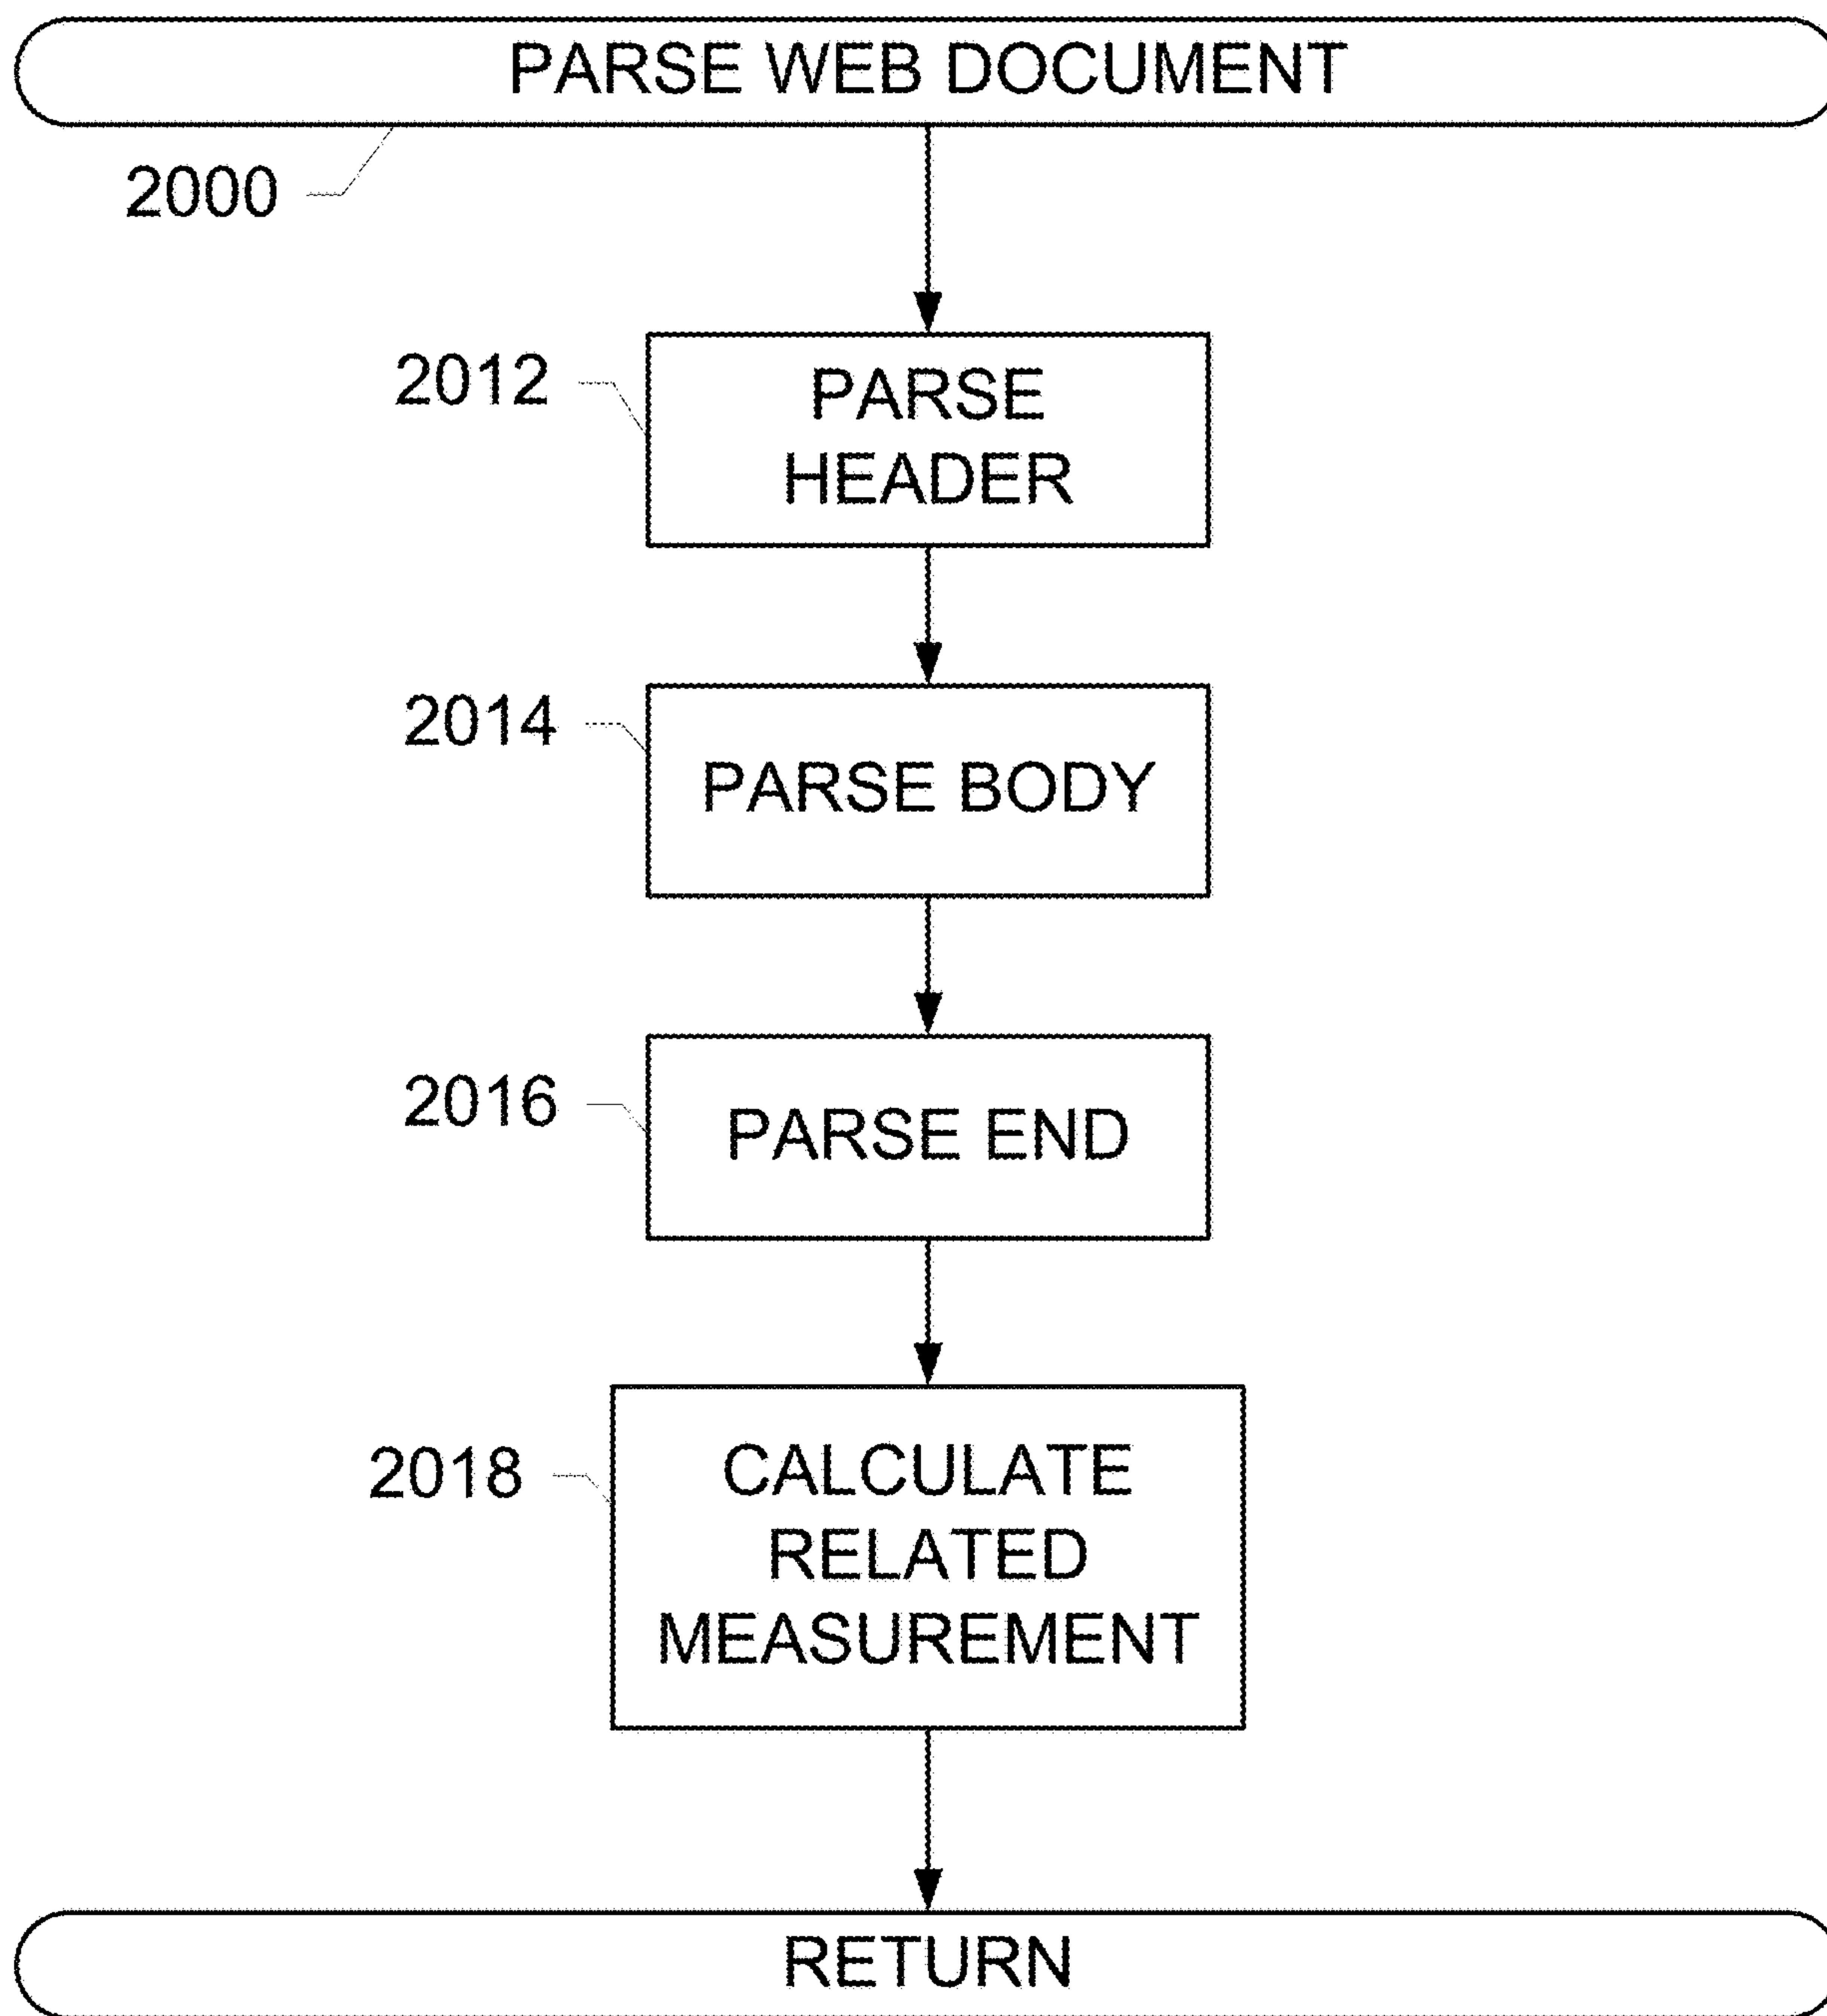 PARSE WEB DOCUMENT
2000
2012
PARSE
HEADER
2014
PARSE BODY
2016
PARSE END
2018
CALCULATE
RELATED
MEASUREMENT
RETURN